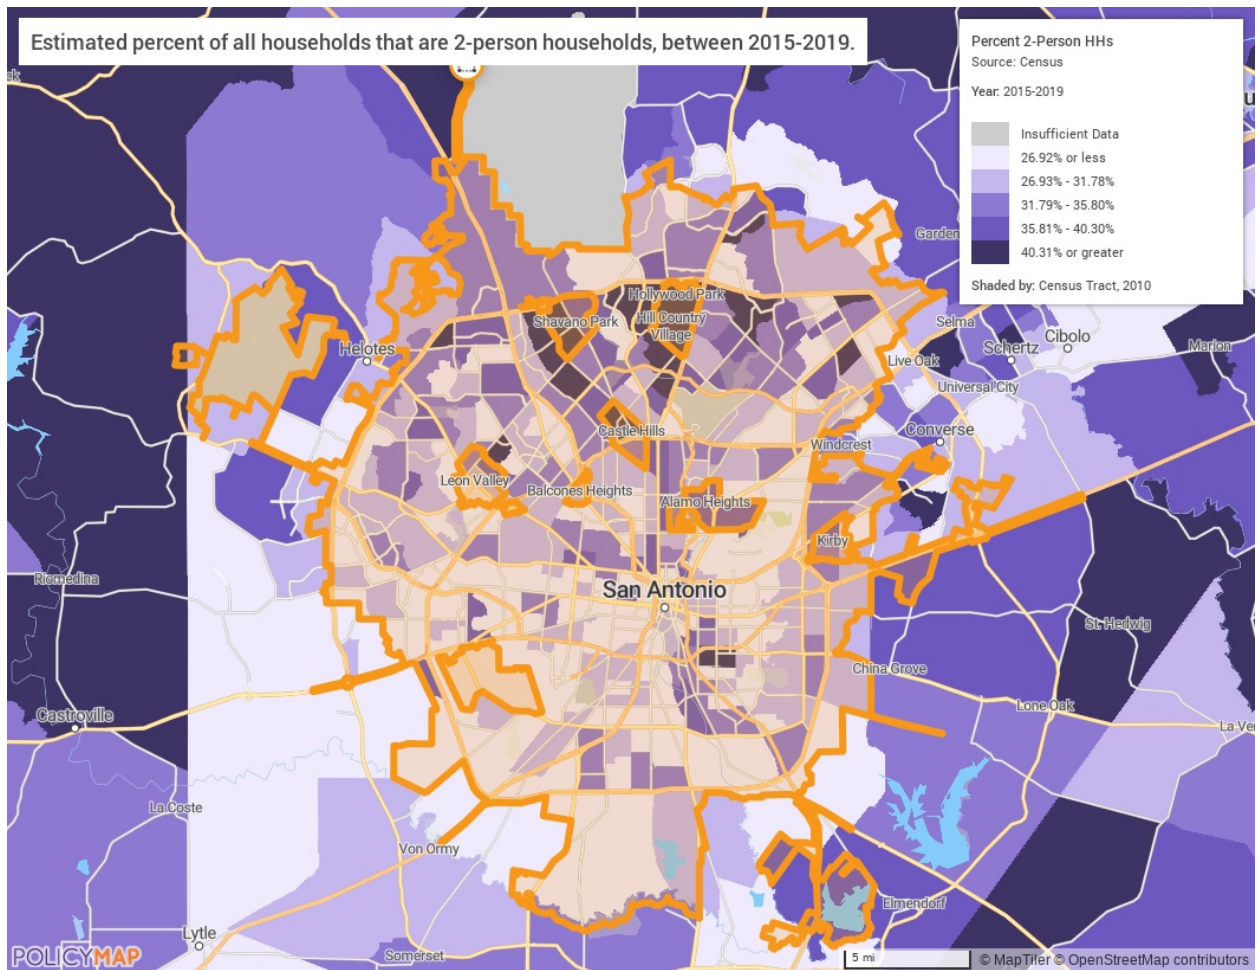 Estimated percent of all households that are 2-person households, between 2015-2019.
Percent 2-Person HHs
Source: Census
Year: 2015-2019
Insufficient Data
26.92% or less
26.93% - 31.78%
31.79% - 35.80%
35.81% - 40.30%
40.31% or greater
Shaded by: Census Tract, 2010
Hollywood Park
Shavano Park
Hill Country
Village
Selma
Cibolo
Schertz
Marion
Helotes
Live Oak
Universal City
Castle Hills
Converse
Windcrest
Leon Valley
Balcones Heights
Alamo Heights
Kirby
Riomedina
San Antonio
St. Hedwig
China Grove
Castroville
Lone Oak
La Ver
La Coste
Von Ormy
Elmendorf
Lytle
Somerset
POLICYMAP
5 mi
© MapTiler © OpenStreetMap contributors